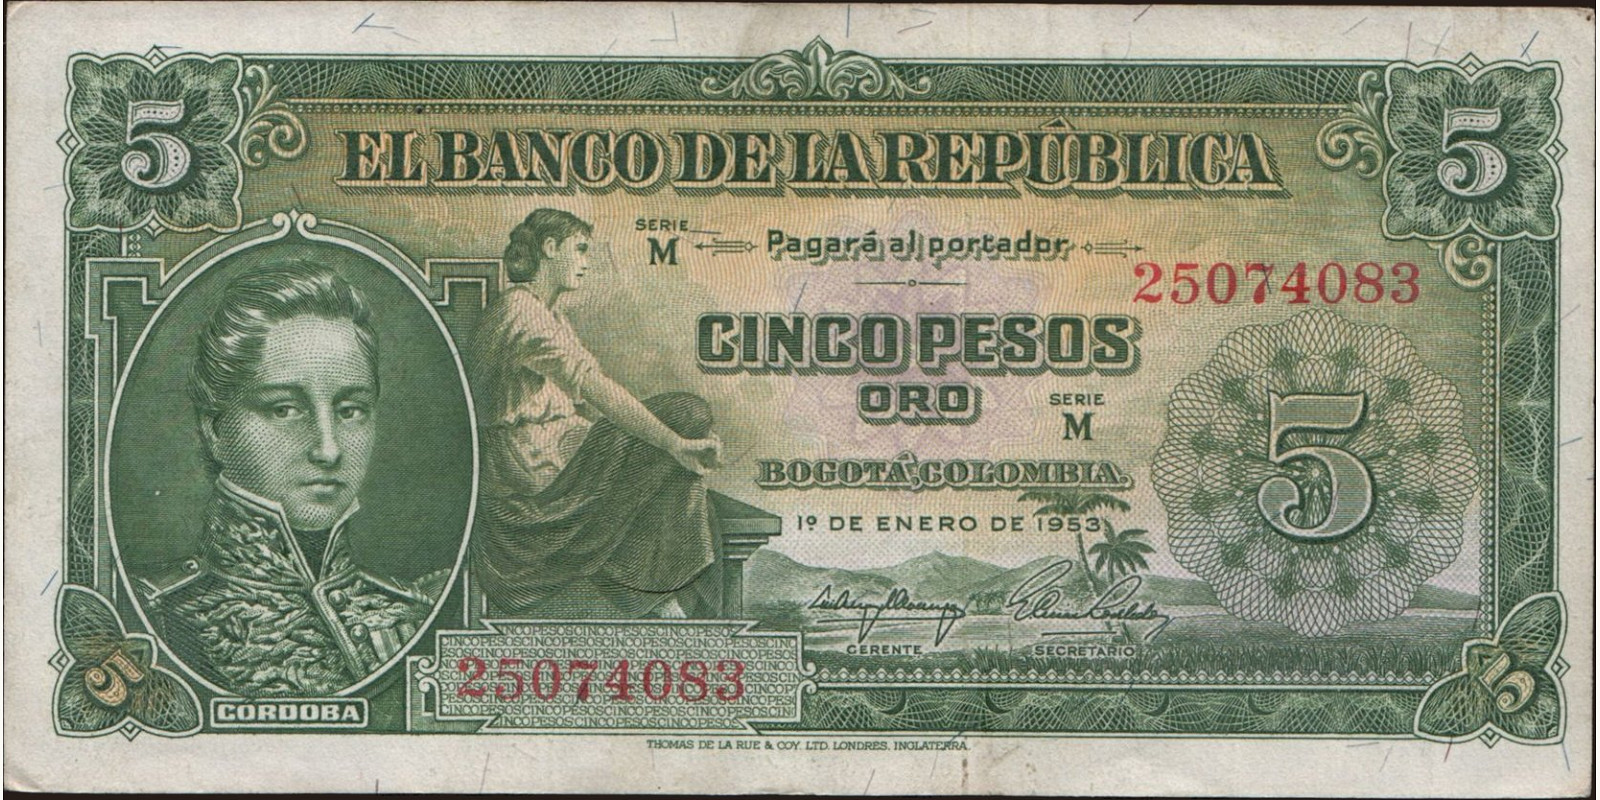 5
5
EL BANCO DE LA REPÚBLICA
SERIE
M
Pagará al portador
25074083
CINCO PESOS
ORO
SERIE
M
5
BOGOTÁ, COLOMBIA.
1º DE ENERO DE 1953
GERENTE
SECRETARIO
25074083
5
5
CORDOBA
THOMAS DE LA RUE & COY. LTD. LONDRES, INGLATERRA.